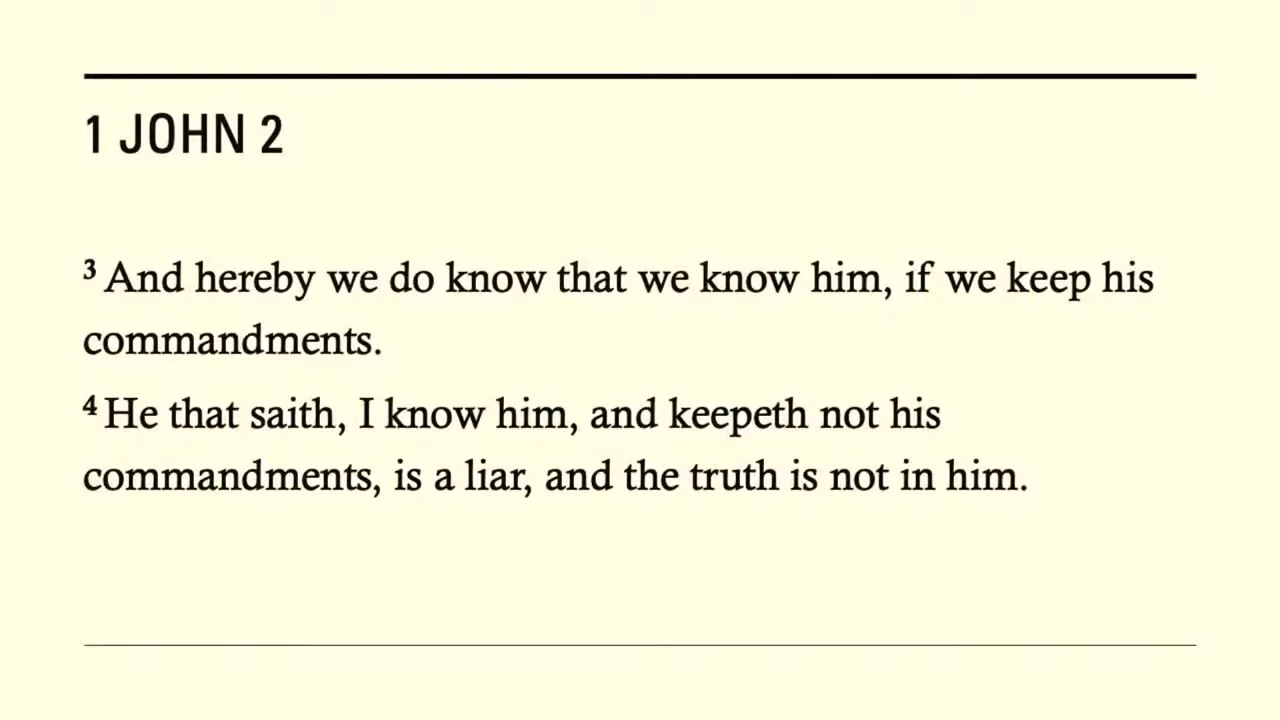 1 JOHN 2
³ And hereby we do know that we know him, if we keep his
commandments.
⁴ He that saith, I know him, and keepeth not his
commandments, is a liar, and the truth is not in him.